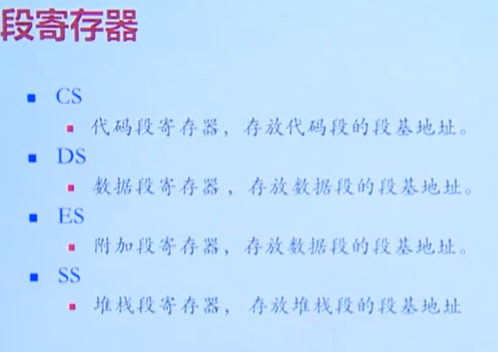 段寄存器
CS
代码段寄存器，存放代码段的段基地址。
DS
数据段寄存器，存放数据段的段基地址。
ES
附加段寄存器，存放数据段的段基地址。
SS
堆栈段寄存器， 存放堆栈段的段基地址